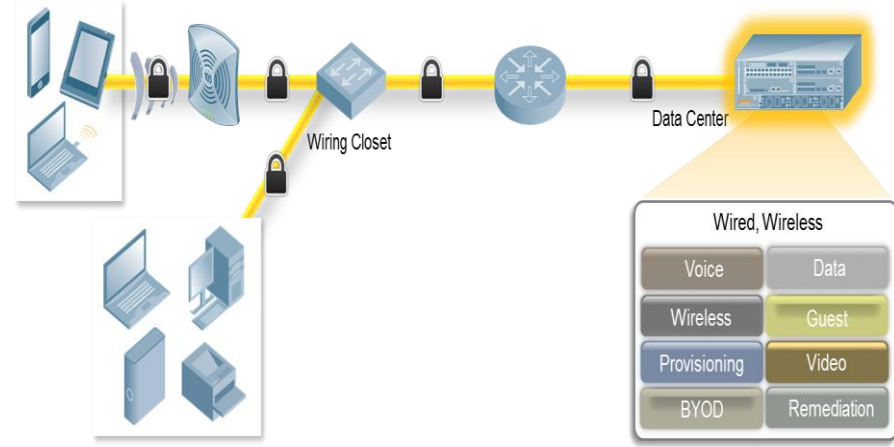 Wiring Closet
Data Center
Wired, Wireless
Voice
Data
Wireless
Guest
Provisioning
Video
BYOD
Remediation